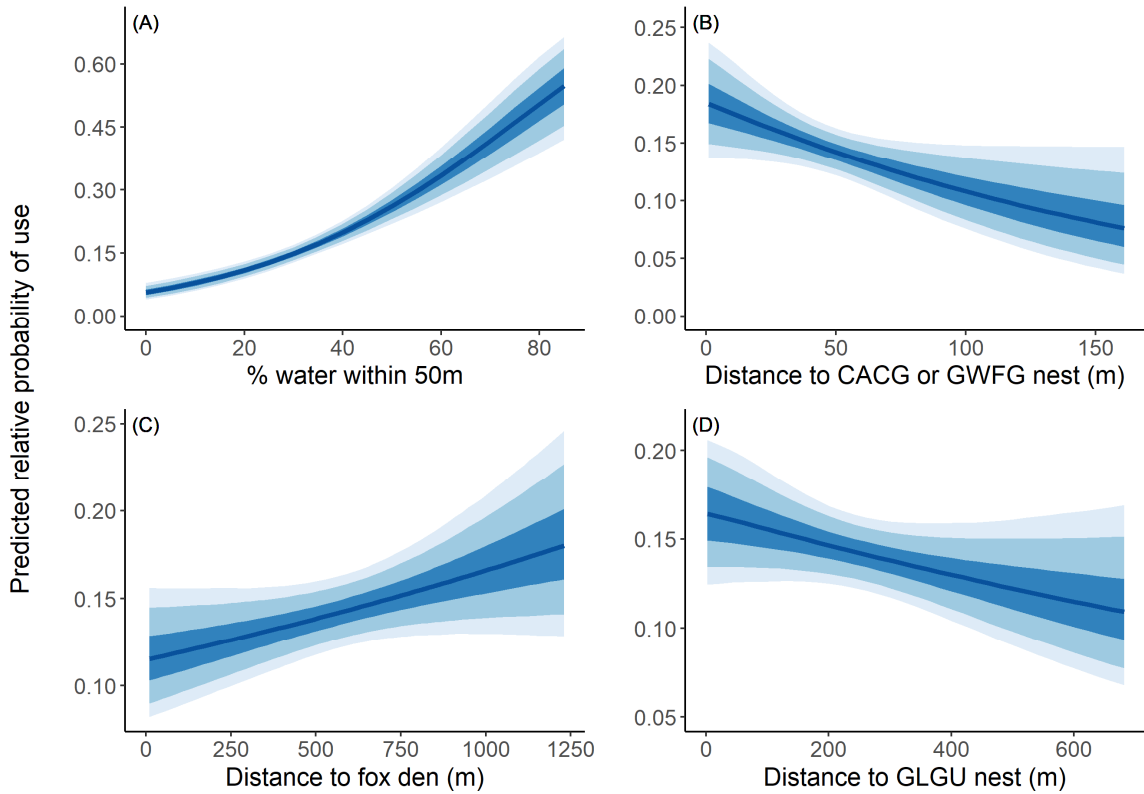 Predicted relative probability of use
(A)
0.60
0.45
0.30
0.15
0.00
0 20 40 60 80
% water within 50m
(B)
0.25
0.20
0.15
0.10
0.05
0.00
0 50 100 150
Distance to CACG or GWFG nest (m)
(C)
0.25
0.20
0.15
0.10
0 250 500 750 1000 1250
Distance to fox den (m)
(D)
0.20
0.15
0.10
0.05
0 200 400 600
Distance to GLGU nest (m)